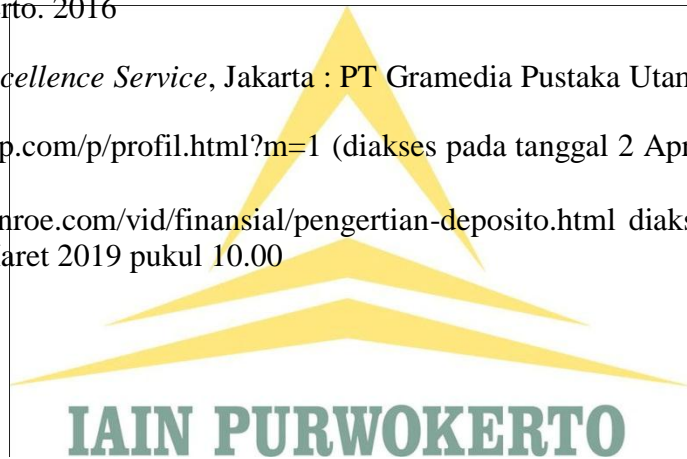 rto. 2016
cellence Service, Jakarta : PT Gramedia Pustaka Utan
p.com/p/profil.html?m=1 (diakses pada tanggal 2 Apr
nroe.com/vid/finansial/pengertian-deposito.html diaks
aret 2019 pukul 10.00
IAIN PURWOKERTO